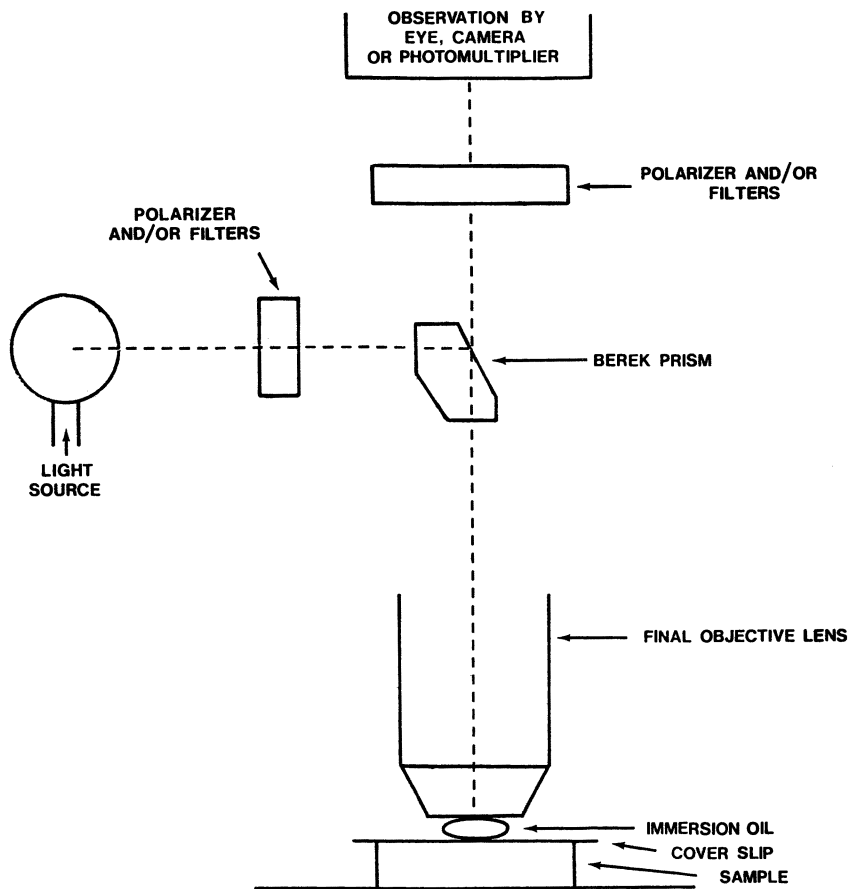 OBSERVATION BY
EYE, CAMERA
OR PHOTOMULTIPLIER
POLARIZER AND/OR
FILTERS
POLARIZER
AND/OR FILTERS
BEREK PRISM
LIGHT
SOURCE
FINAL OBJECTIVE LENS
IMMERSION OIL
COVER SLIP
SAMPLE